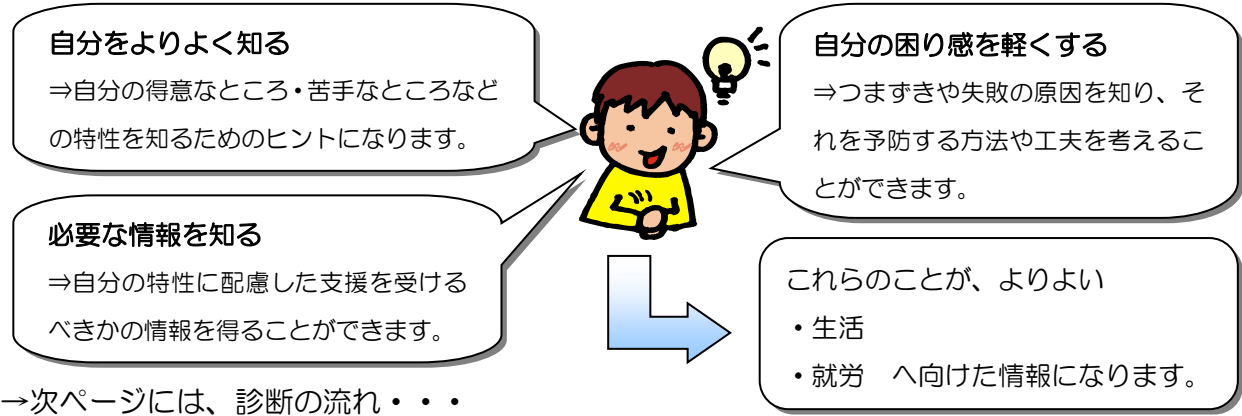 自分をよりよく知る
⇒自分の得意なところ・苦手なところなど
の特性を知るためのヒントになります。
必要な情報を知る
⇒自分の特性に配慮した支援を受ける
べきかの情報を得ることができます。
自分の困り感を軽くする
⇒つまずきや失敗の原因を知り、そ
れを予防する方法や工夫を考えるこ
とができます。
これらのことが、よりよい
・生活
・就労　へ向けた情報になります。
→次ページには、診断の流れ・・・